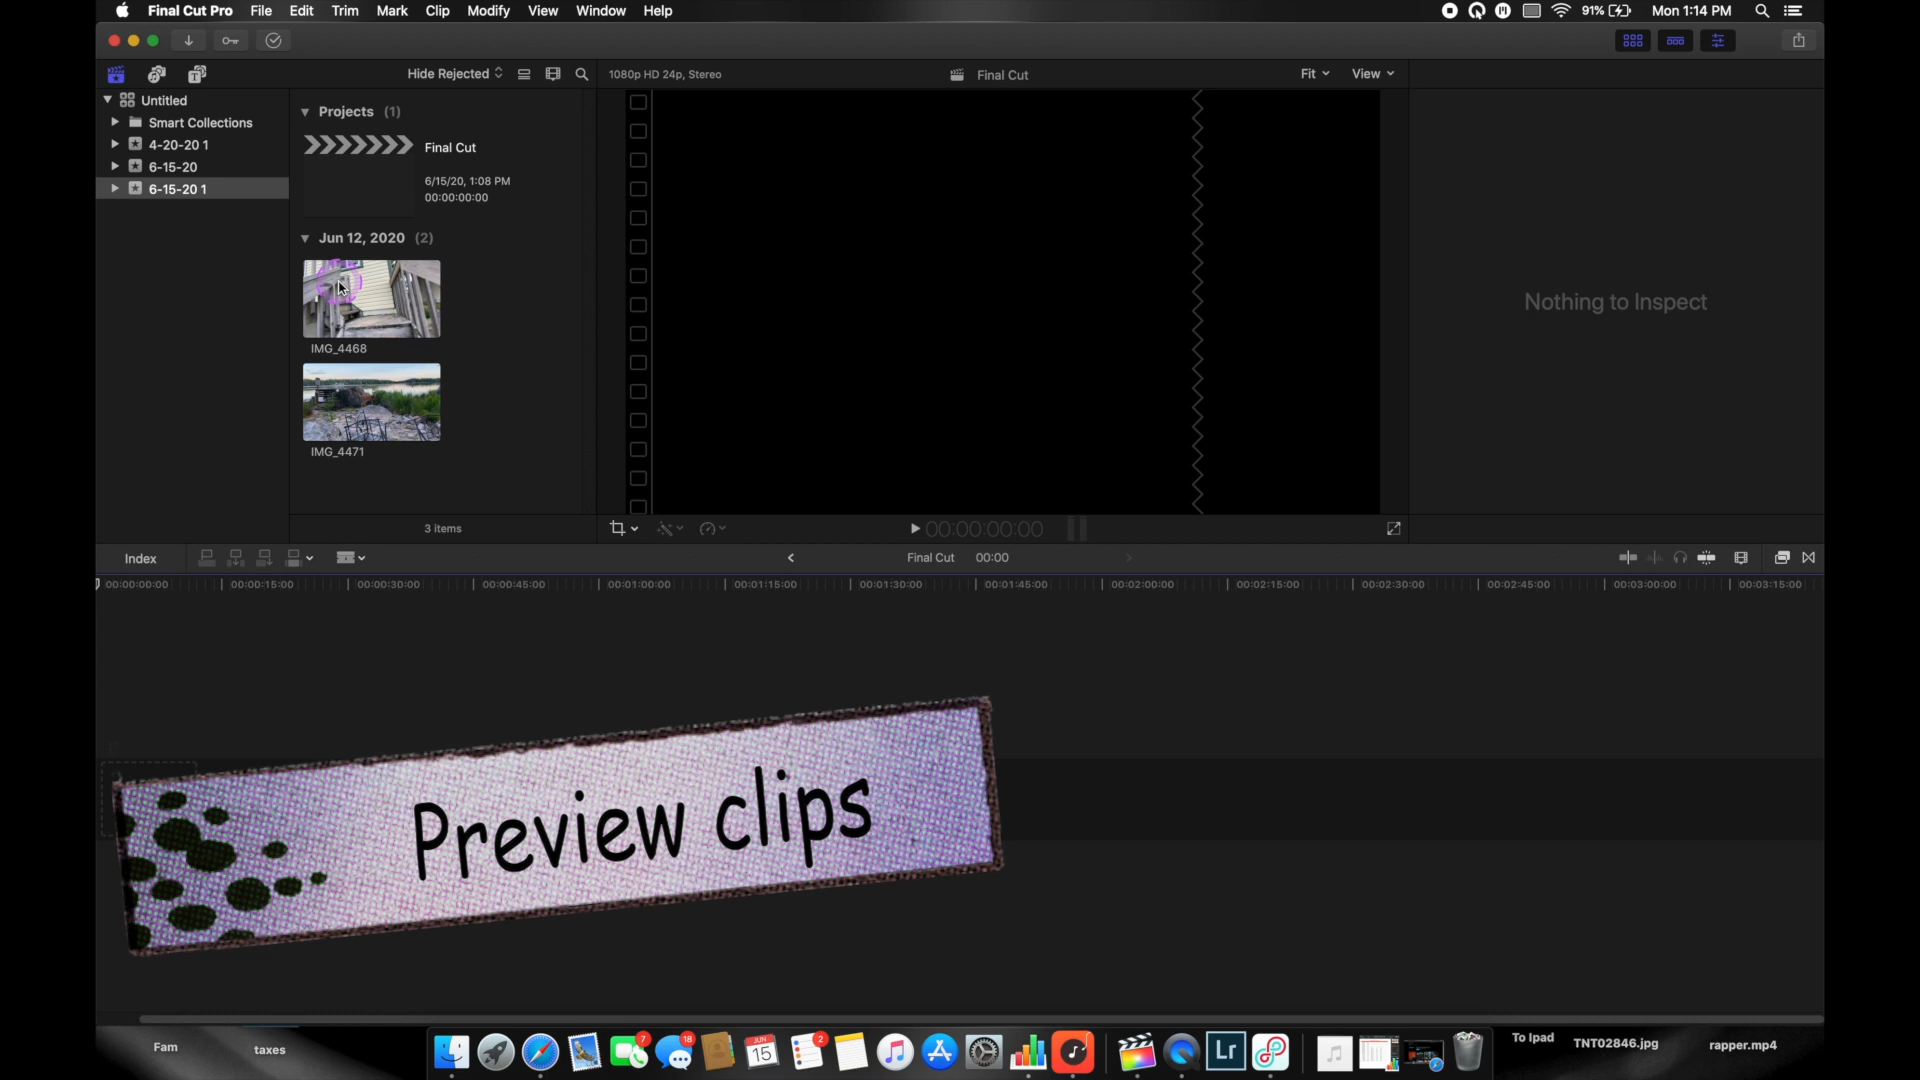 Final Cut Pro File Edit Trim Mark Clip Modify View Window Help 91% Mon 1:14 PM
Hide Rejected 1080p HD 24p, Stereo Final Cut Fit View
Untitled
Smart Collections
4-20-20 1
6-15-20
6-15-20 1
Projects (1)
Final Cut
6/15/20, 1:08 PM
00:00:00:00
Jun 12, 2020 (2)
IMG_4468
IMG_4471
3 items
Nothing to Inspect
00:00:00:00
Index Final Cut 00:00
00:00:00:00 00:00:15:00 00:00:30:00 00:00:45:00 00:01:00:00 00:01:15:00 00:01:30:00 00:01:45:00 00:02:00:00 00:02:15:00 00:02:30:00 00:02:45:00 00:03:00:00 00:03:15:00
Preview clips
Fam taxes 7 18 JUN 15 2 Lr To Ipad TNT02846.jpg rapper.mp4